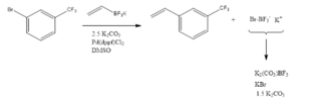 Br
CF₃
BF₃K
2.5 K₂CO₃
Pd(dppf)Cl₂
DMSO
CF₃
+
Br-BF₃⁻ K⁺
K₂(CO₃)BF₃
KBr
1.5 K₂CO₃